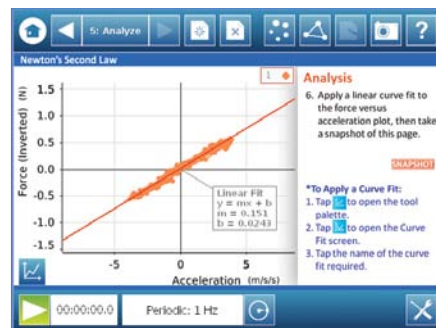 5: Analyze
?
Newton's Second Law
1
Force (Inverted) (N)
1.5
1.0
0.5
0.0
-0.5
-1.0
-1.5
-5
0
5
Acceleration (m/s/s)
Linear Fit
y = mx + b
m = 0.151
b = 0.0243
Analysis
6. Apply a linear curve fit to
the force versus
acceleration plot, then take
a snapshot of this page.
SNAPSHOT
*To Apply a Curve Fit:
1. Tap to open the tool
palette.
2. Tap to open the Curve
Fit screen.
3. Tap the name of the curve
fit required.
00:00:00.0
Periodic: 1 Hz